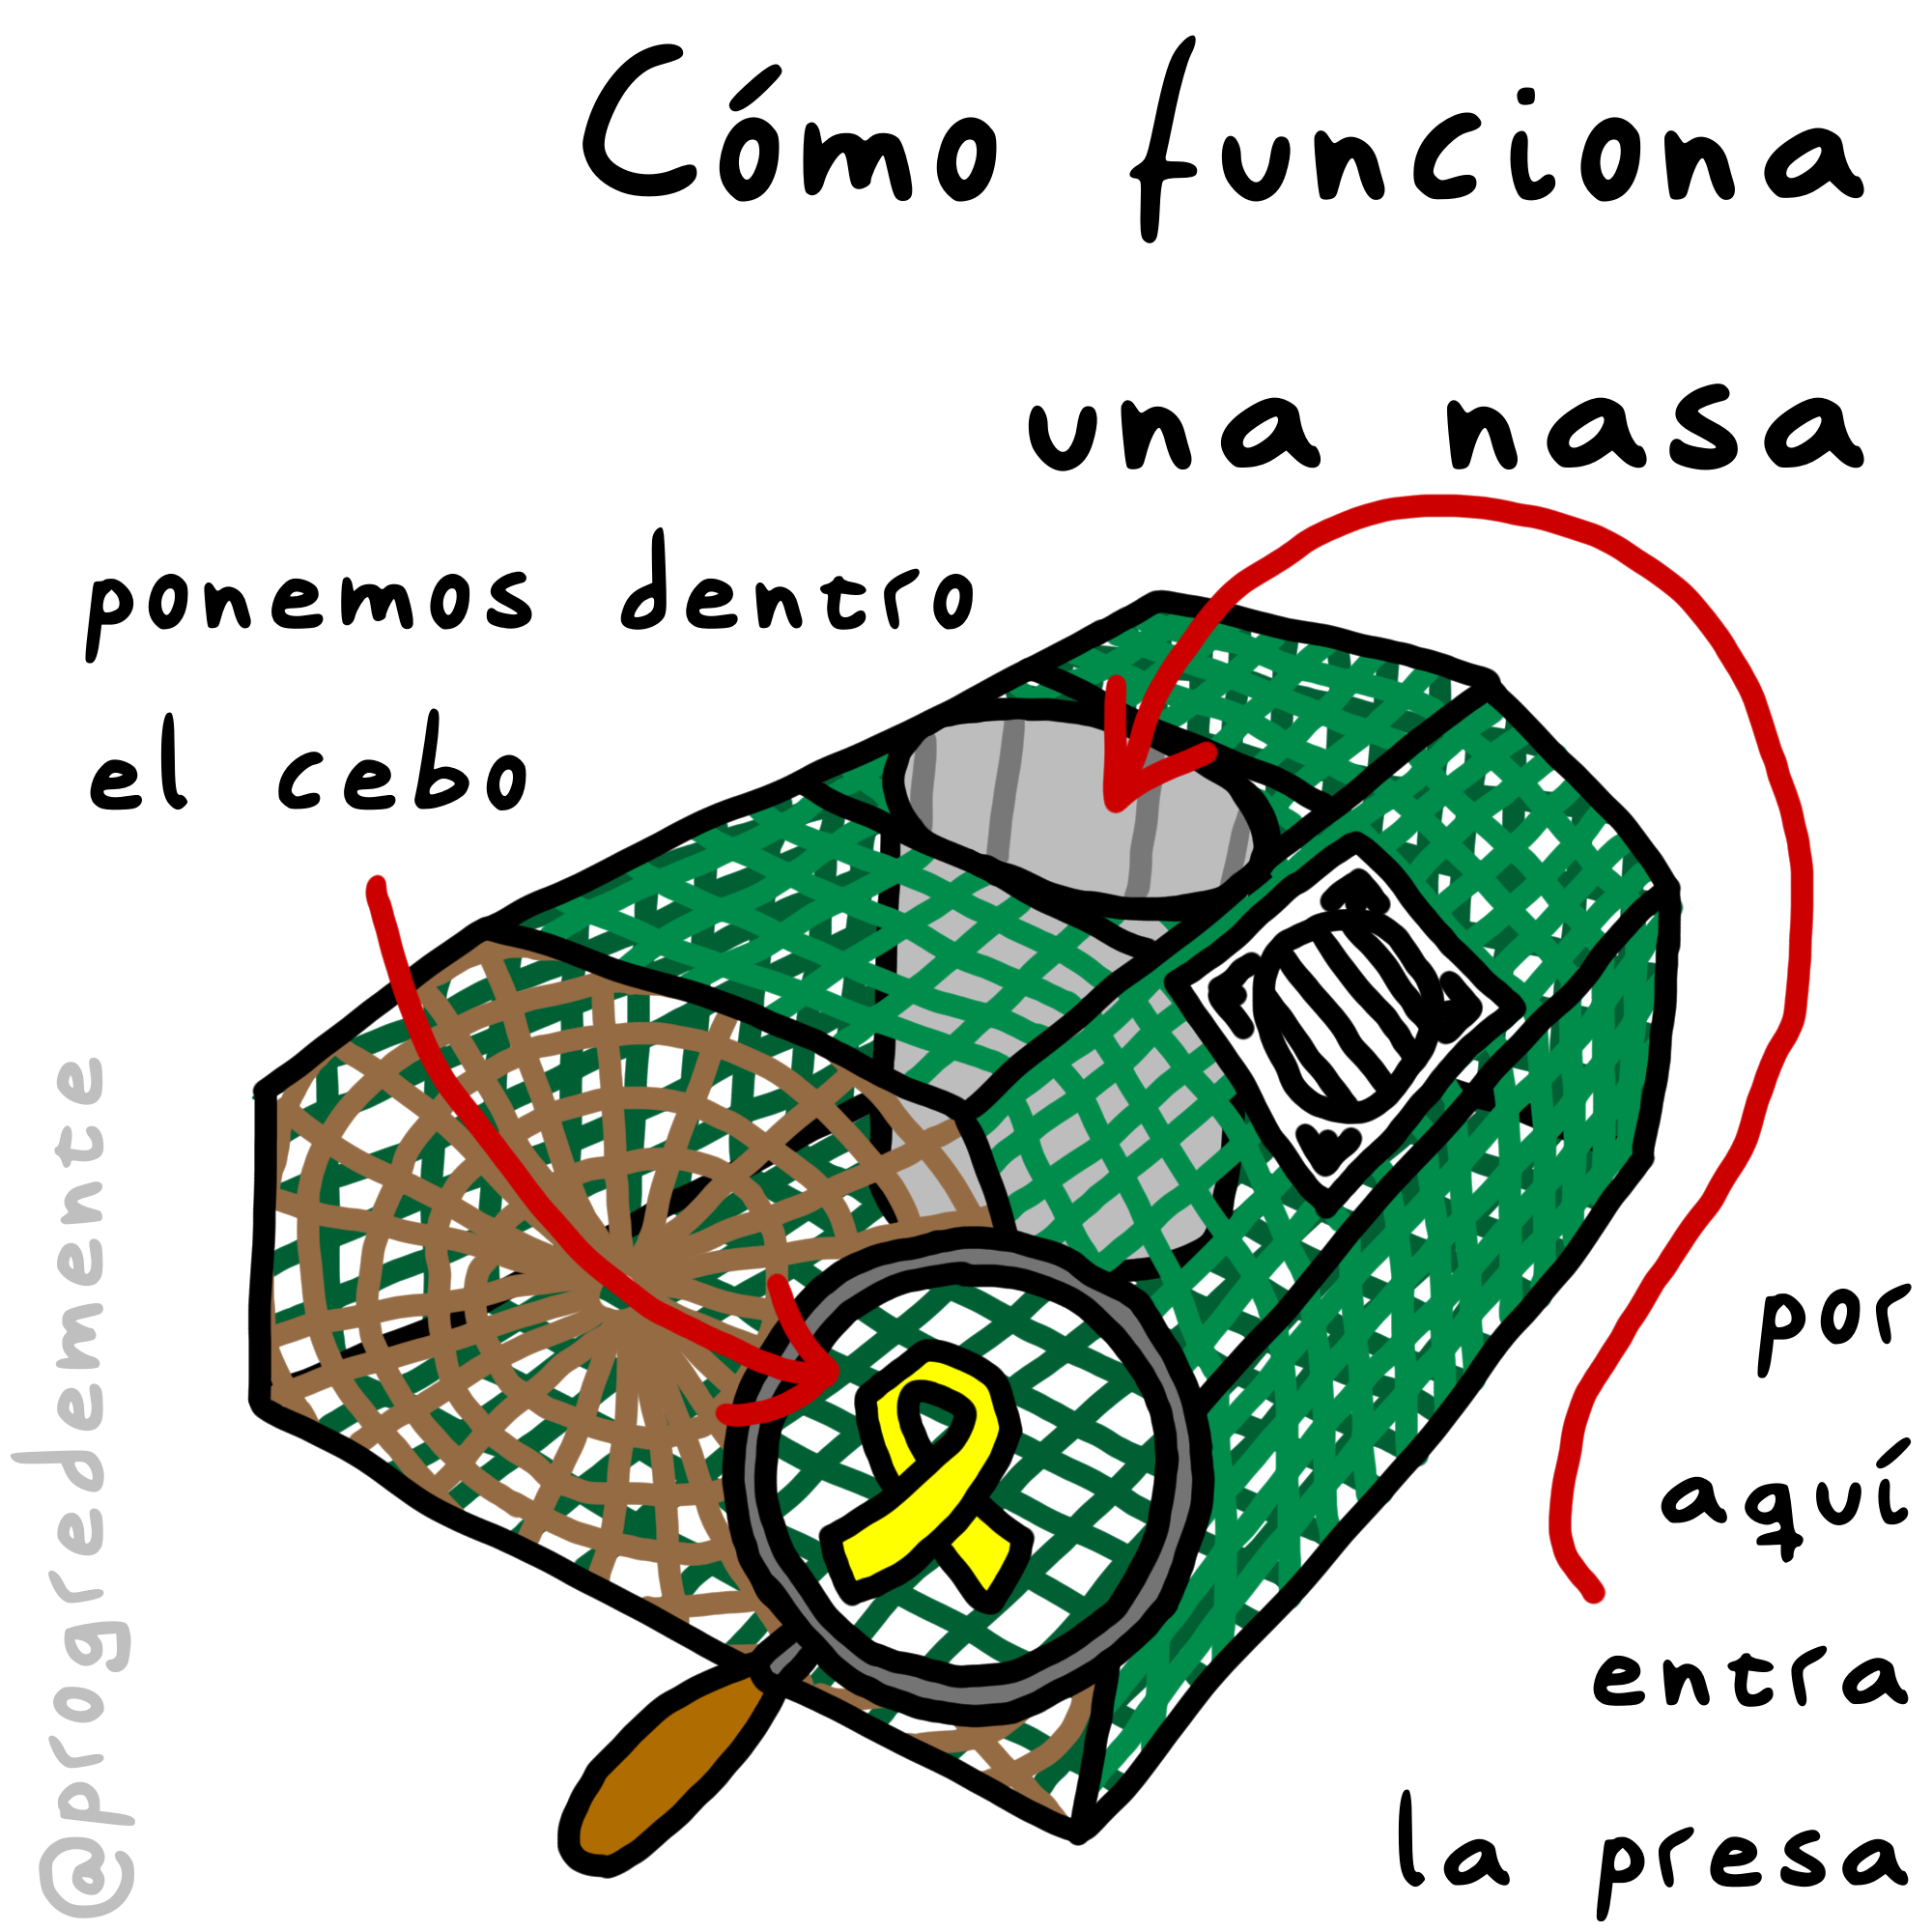 Cómo funciona
una nasa
ponemos dentro
el cebo
por
aquí
entra
la presa
@progredemente